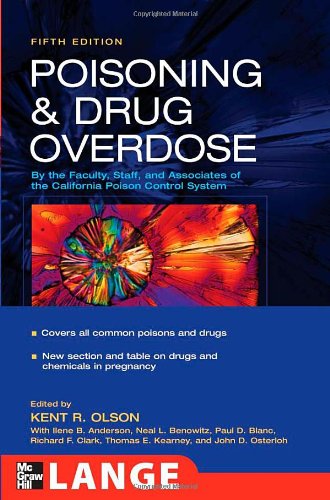 FIFTH EDITION
POISONING
& DRUG
OVERDOSE
By the Faculty, Staff, and Associates of
the California Poison Control System
Covers all common poisons and drugs
New section and table on drugs and
chemicals in pregnancy
Edited by
KENT R. OLSON
With Ilene B. Anderson, Neal L. Benowitz, Paul D. Blanc,
Richard F. Clark, Thomas E. Kearney, and John D. Osterloh
Mc
Graw
Hill
LANGE